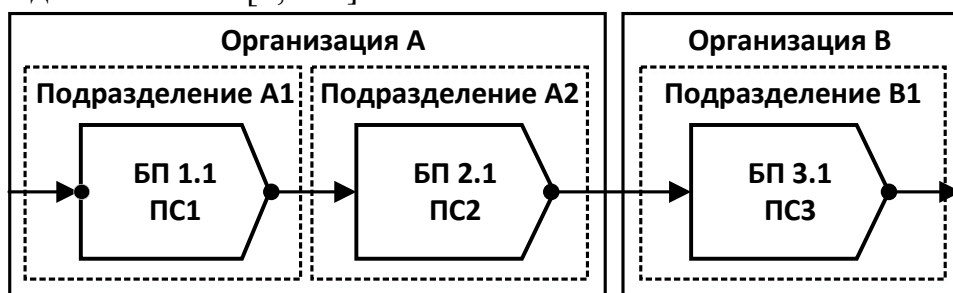 Организация А
Организация В
Подразделение А1
Подразделение А2
Подразделение В1
БП 1.1
ПС1
БП 2.1
ПС2
БП 3.1
ПС3